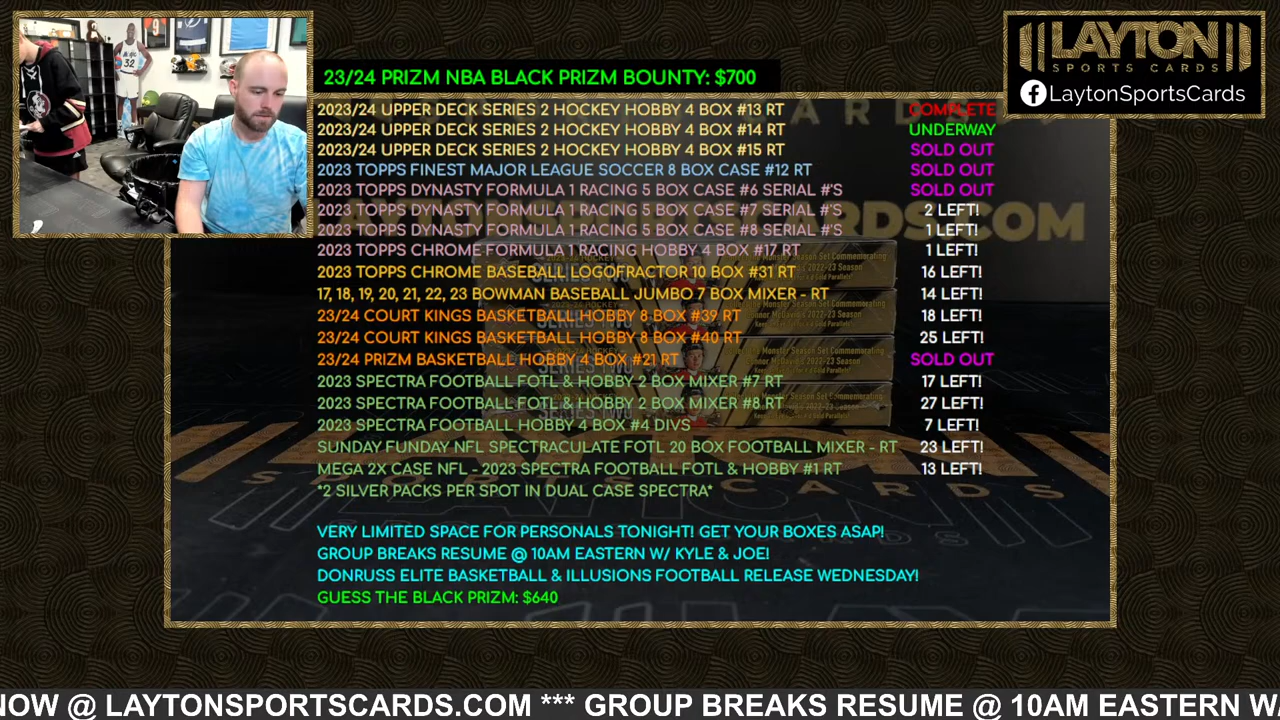 LAYTON
SPORTS CARDS
LaytonSportsCards
32
23/24 PRIZM NBA BLACK PRIZM BOUNTY: $700
2023/24 UPPER DECK SERIES 2 HOCKEY HOBBY 4 BOX #13 RT COMPLETE
2023/24 UPPER DECK SERIES 2 HOCKEY HOBBY 4 BOX #14 RT UNDERWAY
2023/24 UPPER DECK SERIES 2 HOCKEY HOBBY 4 BOX #15 RT SOLD OUT
2023 TOPPS FINEST MAJOR LEAGUE SOCCER 8 BOX CASE #12 RT SOLD OUT
2023 TOPPS DYNASTY FORMULA 1 RACING 5 BOX CASE #6 SERIAL #'S SOLD OUT
2023 TOPPS DYNASTY FORMULA 1 RACING 5 BOX CASE #7 SERIAL #'S 2 LEFT!
2023 TOPPS DYNASTY FORMULA 1 RACING 5 BOX CASE #8 SERIAL #'S 1 LEFT!
2023 TOPPS CHROME FORMULA 1 RACING HOBBY 4 BOX #17 RT 1 LEFT!
2023 TOPPS CHROME BASEBALL LOGOFRACTOR 10 BOX #31 RT 16 LEFT!
17, 18, 19, 20, 21, 22, 23 BOWMAN BASEBALL JUMBO 7 BOX MIXER - RT 14 LEFT!
23/24 COURT KINGS BASKETBALL HOBBY 8 BOX #39 RT 18 LEFT!
23/24 COURT KINGS BASKETBALL HOBBY 8 BOX #40 RT 25 LEFT!
23/24 PRIZM BASKETBALL HOBBY 4 BOX #21 RT SOLD OUT
2023 SPECTRA FOOTBALL FOTL & HOBBY 2 BOX MIXER #7 RT 17 LEFT!
2023 SPECTRA FOOTBALL FOTL & HOBBY 2 BOX MIXER #8 RT 27 LEFT!
2023 SPECTRA FOOTBALL HOBBY 4 BOX #4 DIVS 7 LEFT!
SUNDAY FUNDAY NFL SPECTRACULATE FOTL 20 BOX FOOTBALL MIXER - RT 23 LEFT!
MEGA 2X CASE NFL - 2023 SPECTRA FOOTBALL FOTL & HOBBY #1 RT 13 LEFT!
*2 SILVER PACKS PER SPOT IN DUAL CASE SPECTRA*
VERY LIMITED SPACE FOR PERSONALS TONIGHT! GET YOUR BOXES ASAP!
GROUP BREAKS RESUME @ 10AM EASTERN W/ KYLE & JOE!
DONRUSS ELITE BASKETBALL & ILLUSIONS FOOTBALL RELEASE WEDNESDAY!
GUESS THE BLACK PRIZM: $640
NOW @ LAYTONSPORTSCARDS.COM *** GROUP BREAKS RESUME @ 10AM EASTERN W